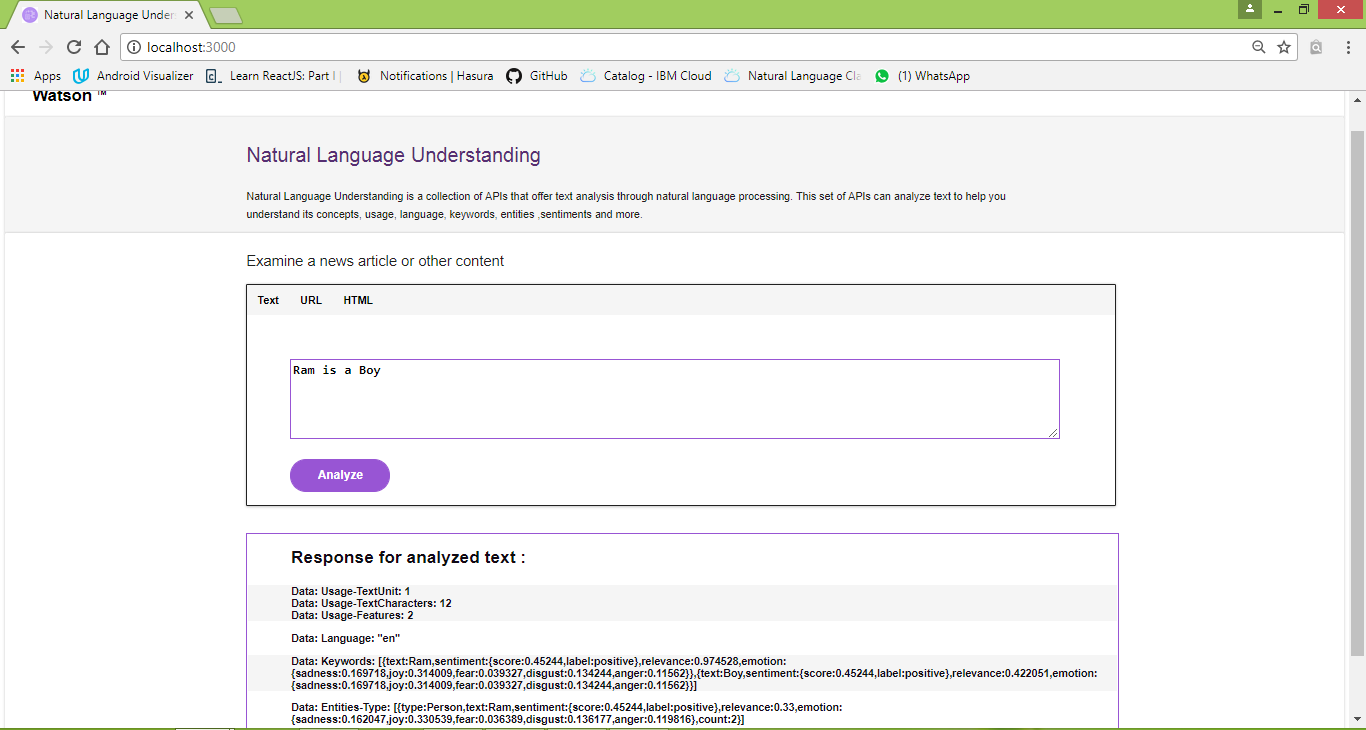 Natural Language Under
localhost:3000
Apps Android Visualizer Learn ReactJS: Part I Notifications | Hasura GitHub Catalog - IBM Cloud Natural Language Cla (1) WhatsApp
Watson ™
Natural Language Understanding
Natural Language Understanding is a collection of APIs that offer text analysis through natural language processing. This set of APIs can analyze text to help you
understand its concepts, usage, language, keywords, entities ,sentiments and more.
Examine a news article or other content
Text URL HTML
Ram is a Boy
Analyze
Response for analyzed text :
Data: Usage-TextUnit: 1
Data: Usage-TextCharacters: 12
Data: Usage-Features: 2
Data: Language: "en"
Data: Keywords: [{text:Ram,sentiment:{score:0.45244,label:positive},relevance:0.974528,emotion:
{sadness:0.169718,joy:0.314009,fear:0.039327,disgust:0.134244,anger:0.11562}},{text:Boy,sentiment:{score:0.45244,label:positive},relevance:0.422051,emotion:
{sadness:0.169718,joy:0.314009,fear:0.039327,disgust:0.134244,anger:0.11562}}]
Data: Entities-Type: [{type:Person,text:Ram,sentiment:{score:0.45244,label:positive},relevance:0.33,emotion:
{sadness:0.162047,joy:0.330539,fear:0.036389,disgust:0.136177,anger:0.119816},count:2}]